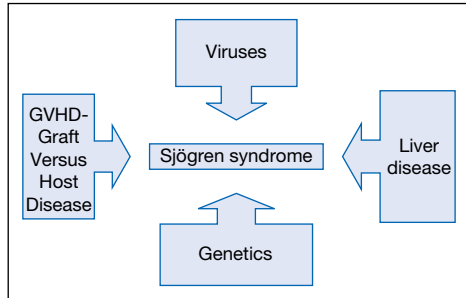 Viruses
GVHD-
Graft
Versus
Host
Disease
Sjögren syndrome
Liver
disease
Genetics